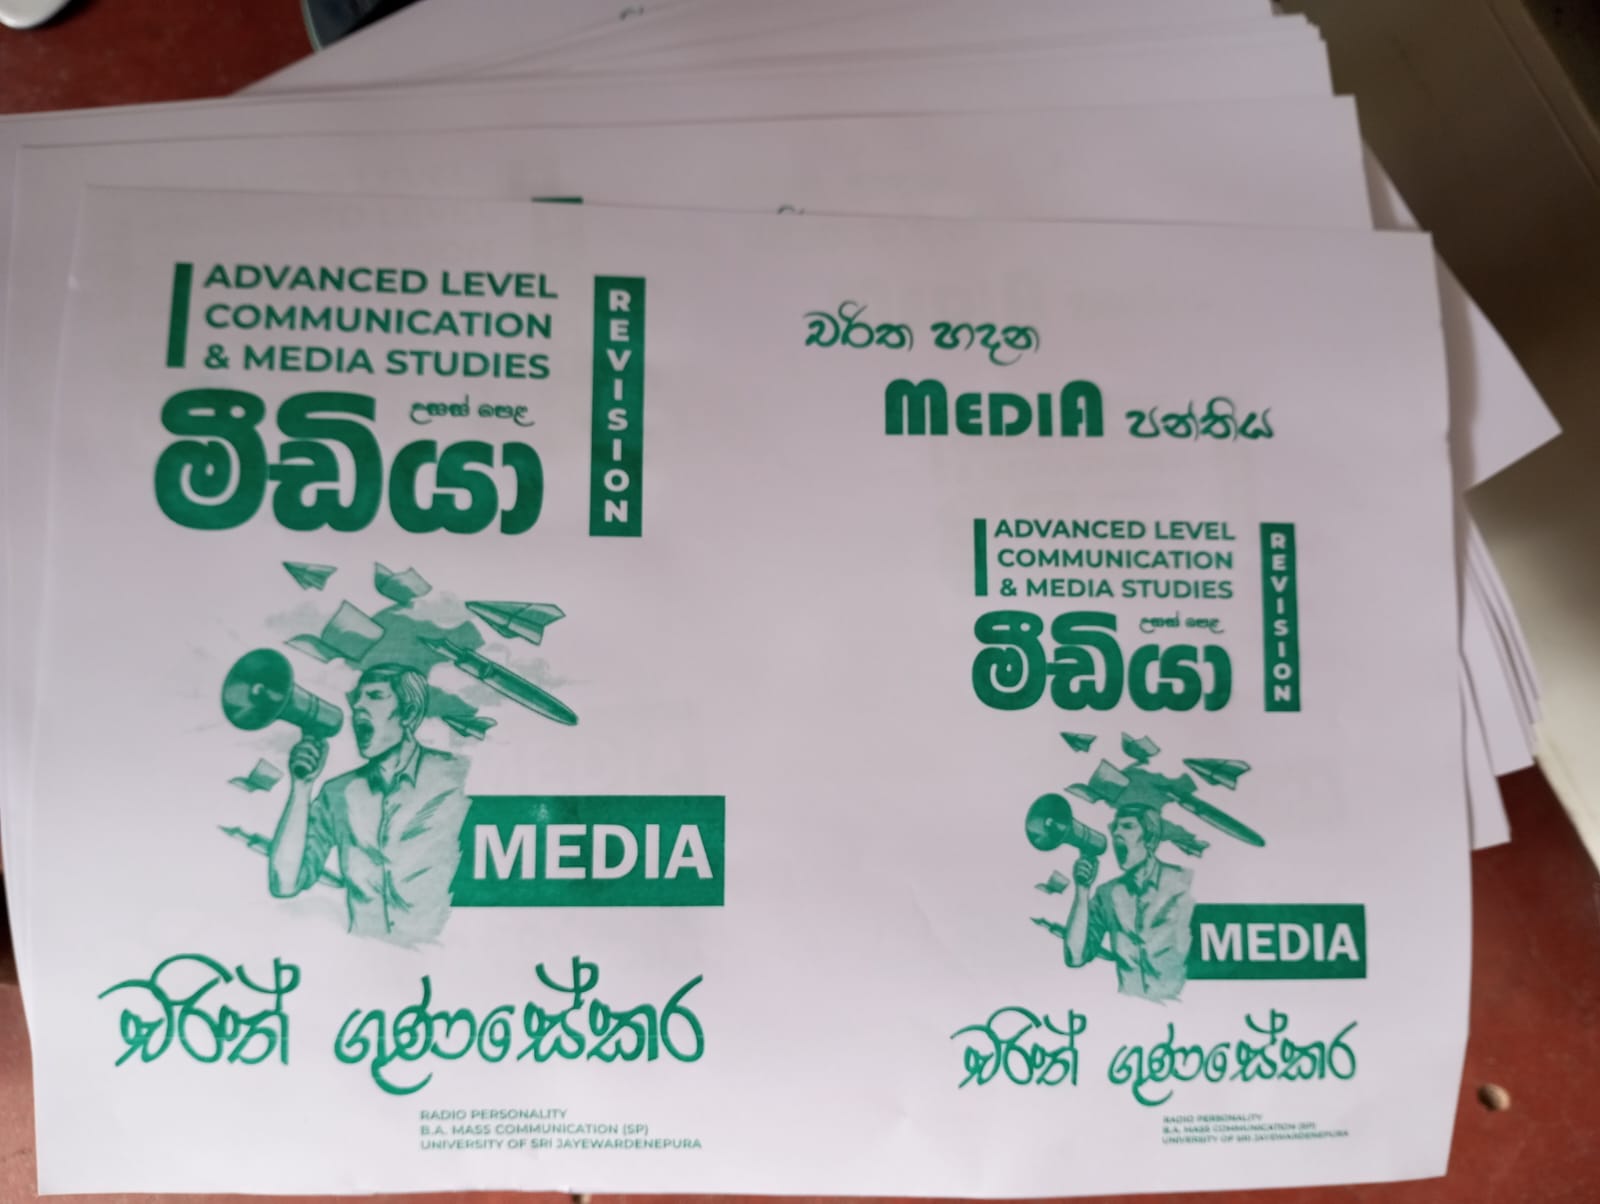 ADVANCED LEVEL
COMMUNICATION
& MEDIA STUDIES
REVISION
උසස් පෙළ
මීඩියා
MEDIA
චරිත් ගුණසේකර
RADIO PERSONALITY
B.A. MASS COMMUNICATION (SP)
UNIVERSITY OF SRI JAYEWARDENEPURA
චරිත හදන
MEDIA පන්තිය
ADVANCED LEVEL
COMMUNICATION
& MEDIA STUDIES
REVISION
උසස් පෙළ
මීඩියා
MEDIA
චරිත් ගුණසේකර
RADIO PERSONALITY
B.A. MASS COMMUNICATION (SP)
UNIVERSITY OF SRI JAYEWARDENEPURA